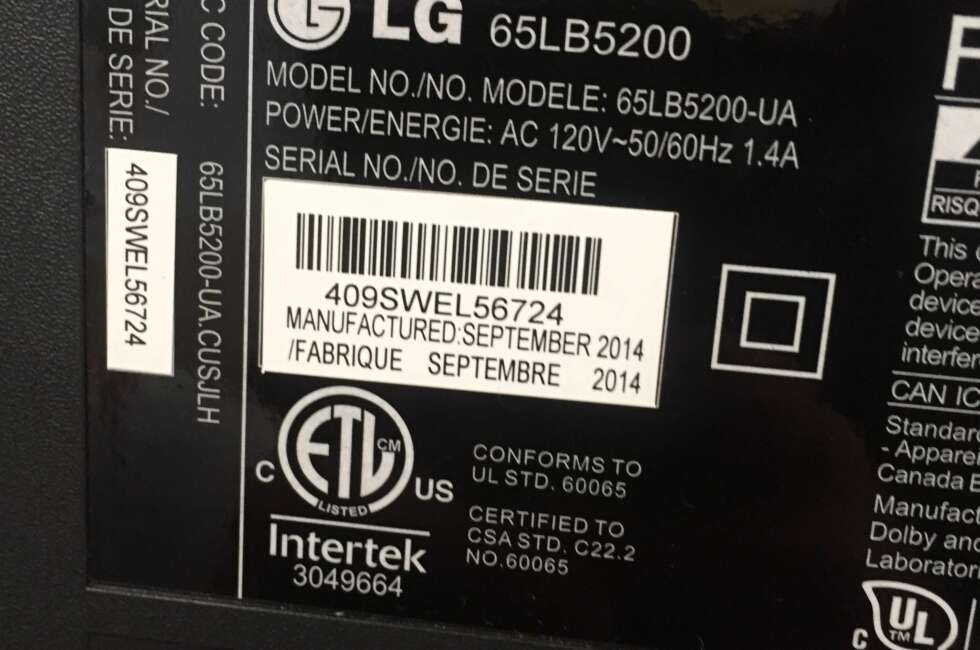 LG 65LB5200
MODEL NO./NO. MODELE: 65LB5200-UA
POWER/ENERGIE: AC 120V~50/60Hz 1.4A
SERIAL NO./NO. DE SERIE
409SWEL56724
MANUFACTURED:SEPTEMBER 2014
/FABRIQUE SEPTEMBRE 2014
C ETL CM US
LISTED
Intertek
3049664
CONFORMS TO
UL STD. 60065
CERTIFIED TO
CSA STD. C22.2
NO.60065
C CODE: 65LB5200-UA.CUSJLH
RIAL NO./
DE SERIE:
409SWEL56724
RISQ
This
Opera
device
device
interfer
CAN IC
Standar
- Apparei
Canada
Manufac
Dolby and
Laborator
C UL TM